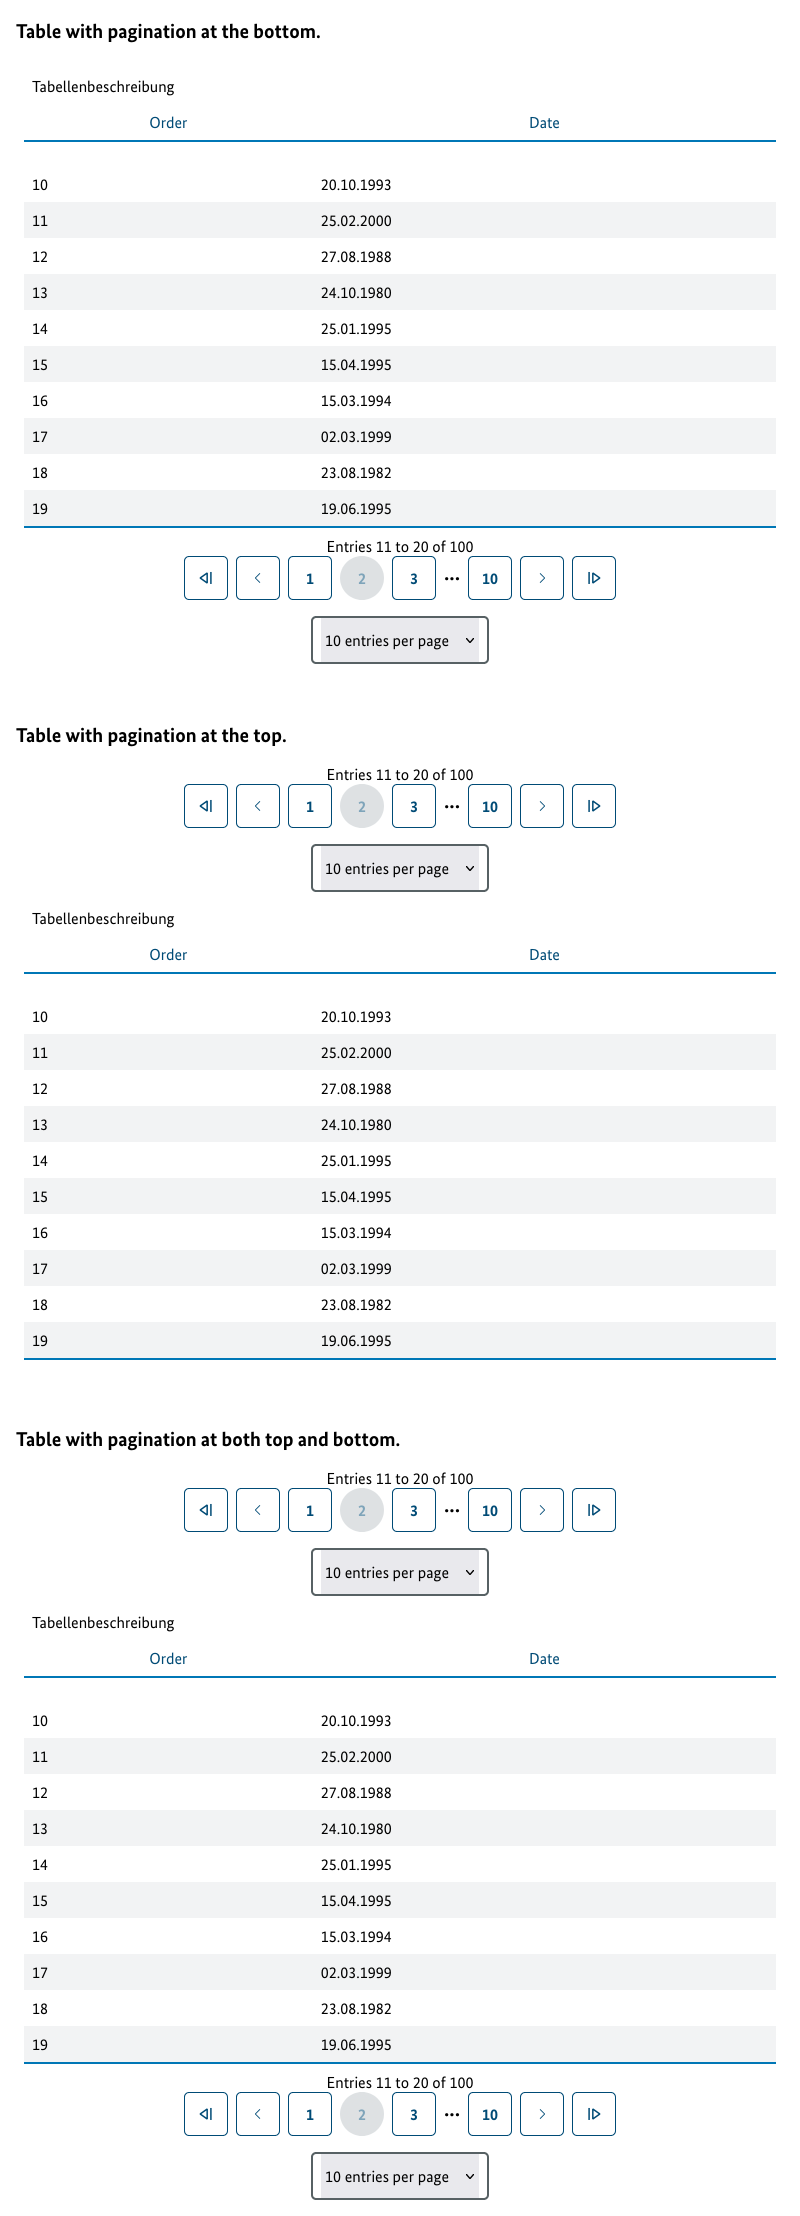 Table with pagination at the bottom.
Tabellenbeschreibung
Order Date
10 20.10.1993
11 25.02.2000
12 27.08.1988
13 24.10.1980
14 25.01.1995
15 15.04.1995
16 15.03.1994
17 02.03.1999
18 23.08.1982
19 19.06.1995
Entries 11 to 20 of 100
1 2 3 ··· 10
10 entries per page
Table with pagination at the top.
Entries 11 to 20 of 100
1 2 3 ··· 10
10 entries per page
Tabellenbeschreibung
Order Date
10 20.10.1993
11 25.02.2000
12 27.08.1988
13 24.10.1980
14 25.01.1995
15 15.04.1995
16 15.03.1994
17 02.03.1999
18 23.08.1982
19 19.06.1995
Table with pagination at both top and bottom.
Entries 11 to 20 of 100
1 2 3 ··· 10
10 entries per page
Tabellenbeschreibung
Order Date
10 20.10.1993
11 25.02.2000
12 27.08.1988
13 24.10.1980
14 25.01.1995
15 15.04.1995
16 15.03.1994
17 02.03.1999
18 23.08.1982
19 19.06.1995
Entries 11 to 20 of 100
1 2 3 ··· 10
10 entries per page